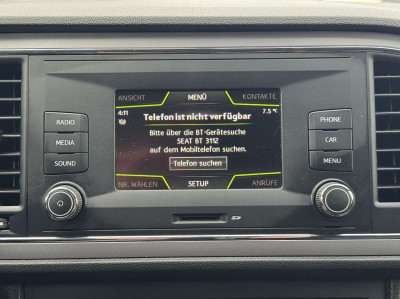 ANSICHT MENÜ KONTAKTE
4:11 7.5 °C
Telefon ist nicht verfügbar
Bitte über die BT-Gerätesuche
SEAT BT 3112
auf dem Mobiltelefon suchen.
Telefon suchen
NR. WÄHLEN SETUP ANRUFE
RADIO
MEDIA
SOUND
PHONE
CAR
MENU
SD